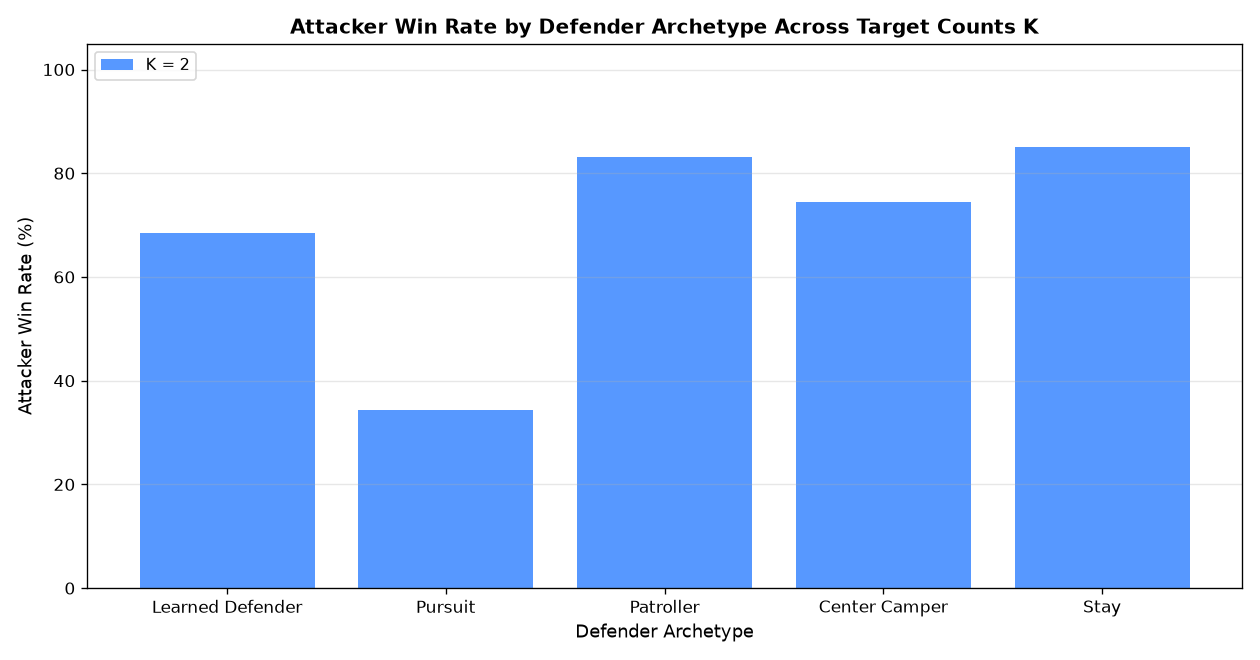 Attacker Win Rate by Defender Archetype Across Target Counts K
K = 2
Attacker Win Rate (%)
100
80
60
40
20
0
Learned Defender
Pursuit
Patroller
Center Camper
Stay
Defender Archetype